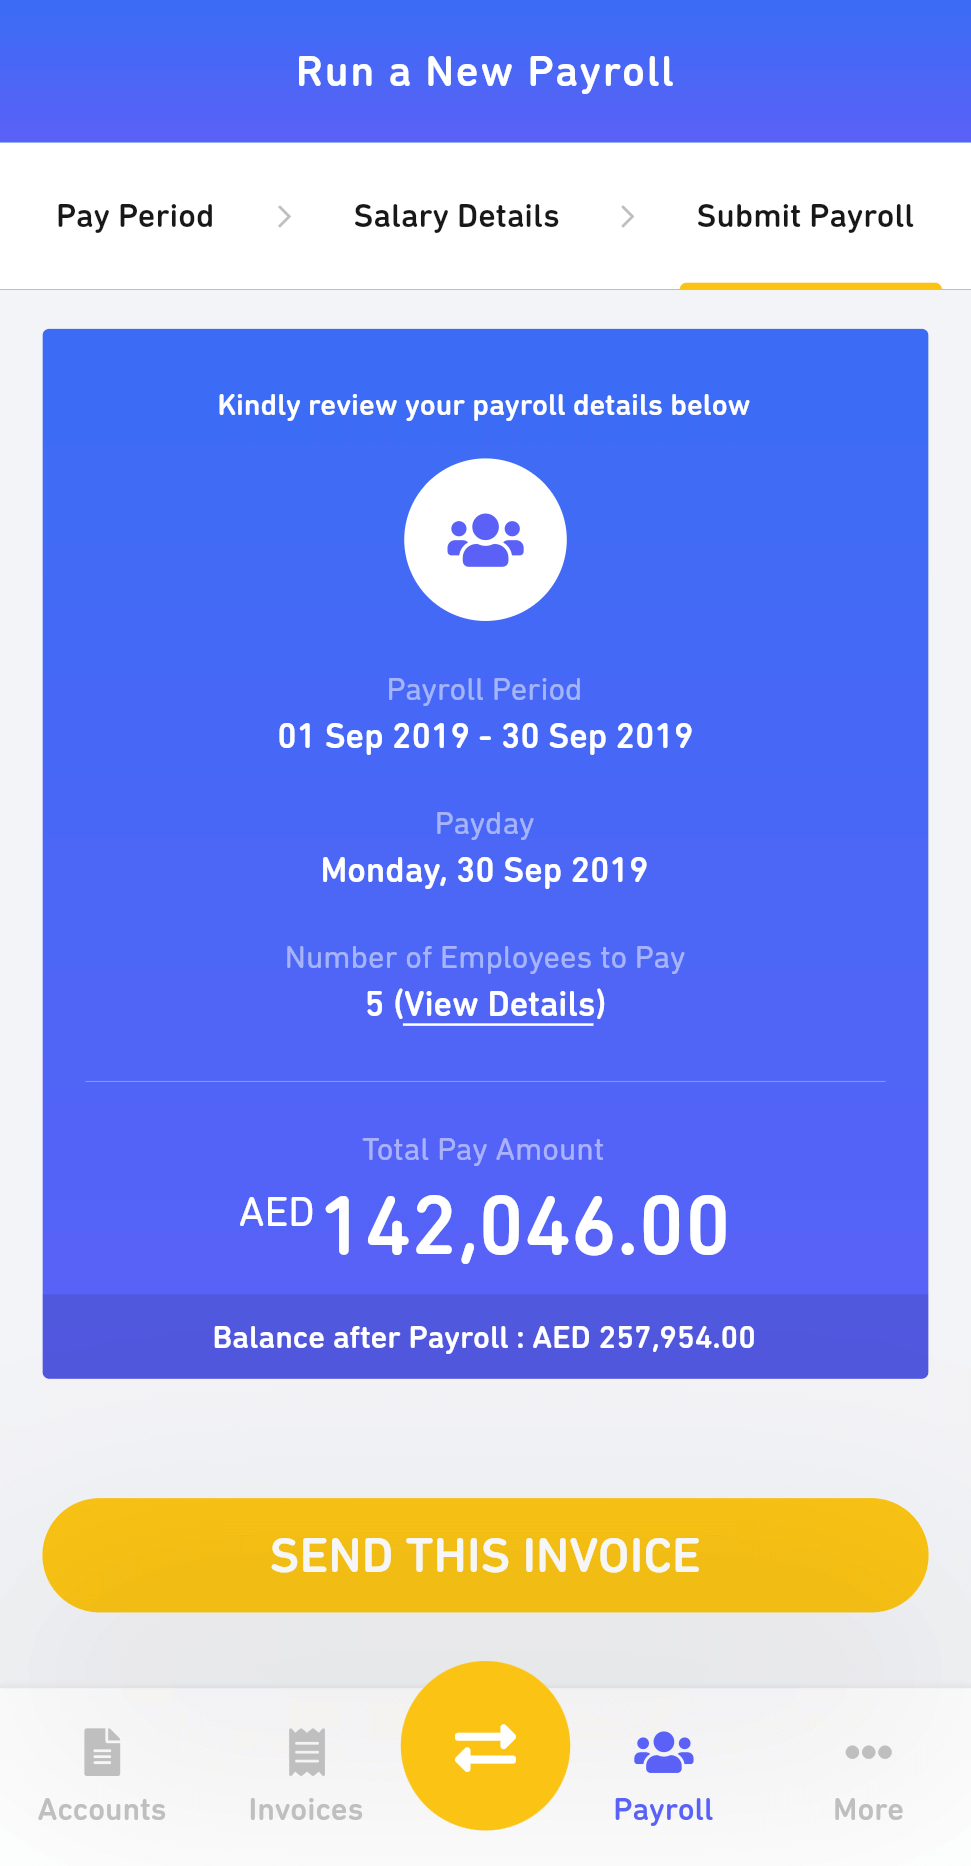 Run a New Payroll
Pay Period
Salary Details
Submit Payroll
Kindly review your payroll details below
Payroll Period
01 Sep 2019 - 30 Sep 2019
Payday
Monday, 30 Sep 2019
Number of Employees to Pay
5 (View Details)
Total Pay Amount
AED 142,046.00
Balance after Payroll : AED 257,954.00
SEND THIS INVOICE
Accounts
Invoices
Payroll
More